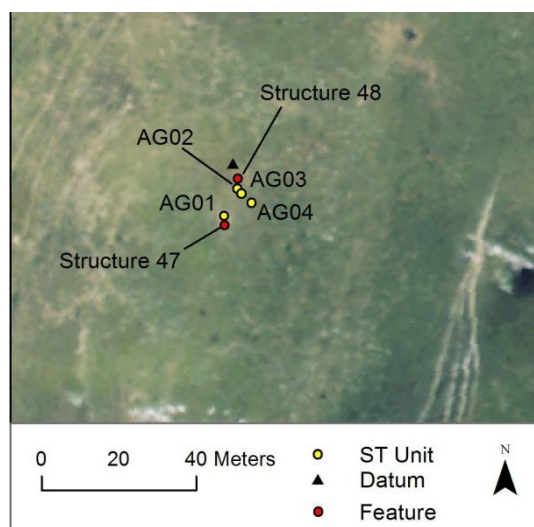 Structure 48
AG02
AG03
AG01
AG04
Structure 47
0 20 40 Meters
ST Unit
Datum
Feature
N